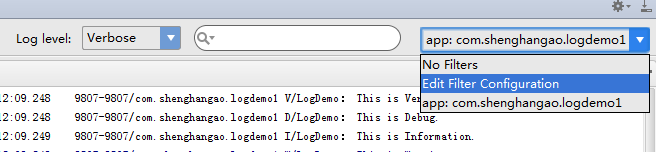 Log level: Verbose app: com.shenghangao.logdemo1
No Filters
Edit Filter Configuration
app: com.shenghangao.logdemo1
12:09.248 9807-9807/com.shenghangao.logdemo1 V/LogDemo: This is Ver
12:09.248 9807-9807/com.shenghangao.logdemo1 D/LogDemo: This is Debug.
12:09.249 9807-9807/com.shenghangao.logdemo1 I/LogDemo: This is Information.